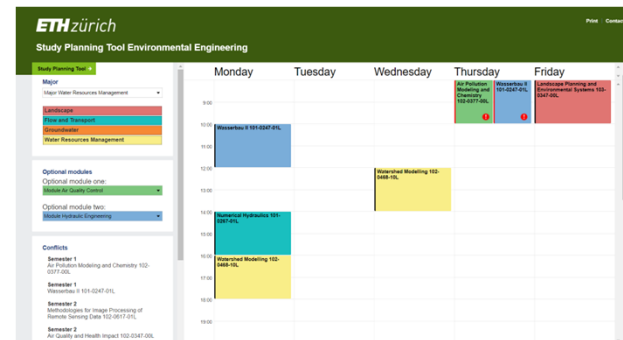 ETH zürich
Print
Contact
Study Planning Tool Environmental Engineering
Study Planning Tool
Major
Major Water Resources Management
Landscape
Flow and Transport
Groundwater
Water Resources Management
Optional modules
Optional module one:
Module Air Quality Control
Optional module two:
Module Hydraulic Engineering
Conflicts
Semester 1
Air Pollution Modeling and Chemistry 102-
0377-00L
Semester 1
Wasserbau II 101-0247-01L
Semester 2
Methodologies for Image Processing of
Remote Sensing Data 102-0617-01L
Semester 2
Air Quality and Health Impact 102-0347-00L
Monday
Tuesday
Wednesday
Thursday
Friday
9:00
10:00
11:00
12:00
13:00
14:00
15:00
16:00
17:00
18:00
19:00
Air Pollution
Modeling and
Chemistry
102-0377-00L
Wasserbau II
101-0247-01L
Landscape Planning and
Environmental Systems 103-
0347-00L
Wasserbau II 101-0247-01L
Watershed Modelling 102-
0468-10L
Numerical Hydraulics 101-
0267-01L
Watershed Modelling 102-
0468-10L